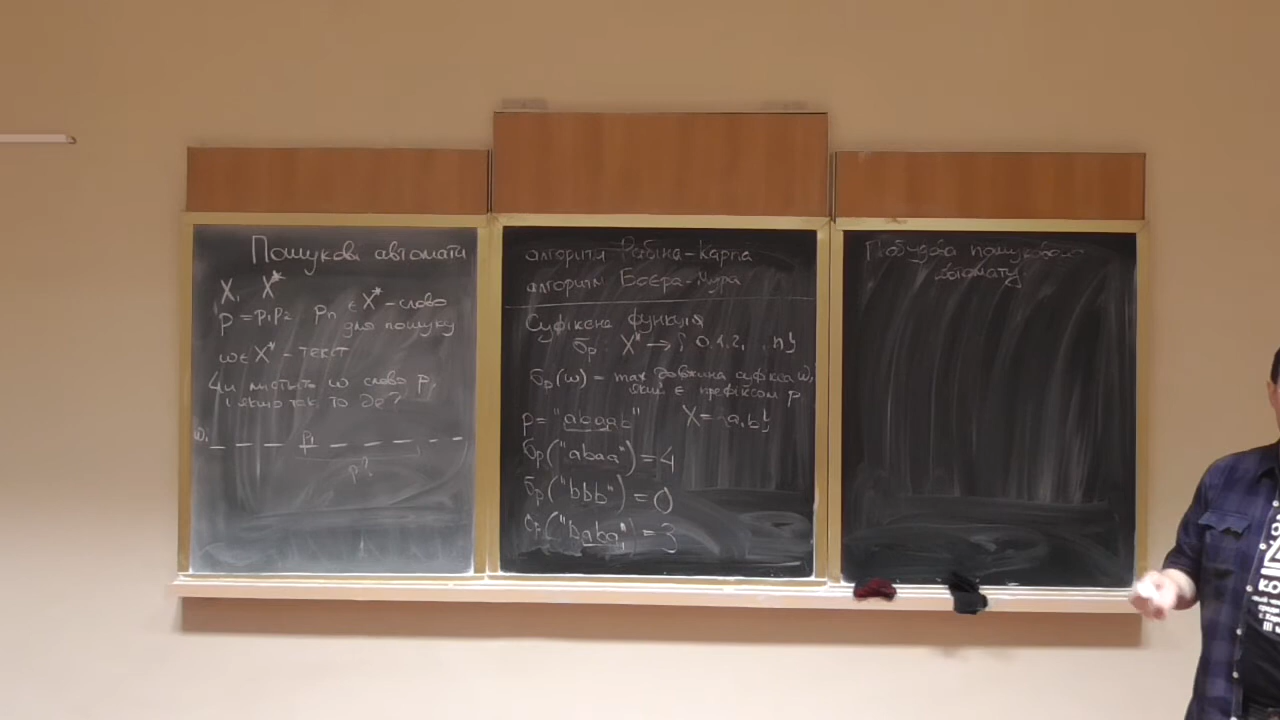 Пошукові автомати
X, X*
p = p₁p₂ pₙ ∈ X* - слово
для пошуку
w ∈ X* - текст
Чи містить w слово p,
і якщо так, то де?
w:
p₁
p?
алгоритм Рабіна-Карпа
алгоритм Боєра-Мура
Суфіксна функція
σp : X* → { 0,1,2, ..n}
σp(w) = max довжина суфікса w,
який є префіксом p
p = "abaab" X = {a,b}
σp("abaa") = 4
σp("bbb") = 0
σp("baba") = 3
Побудова пошукового
автомату